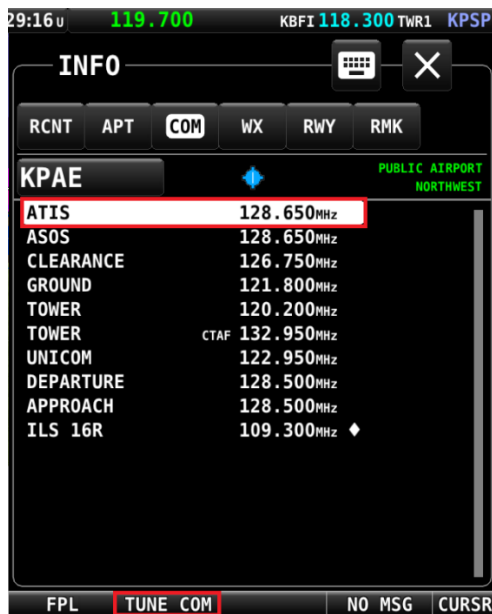 29:16U 119.700 KBFI 118.300 TWR1 KPSP
INFO
RCNT APT COM WX RWY RMK
KPAE PUBLIC AIRPORT
NORTHWEST
ATIS 128.650MHz
ASOS 128.650MHz
CLEARANCE 126.750MHz
GROUND 121.800MHz
TOWER 120.200MHz
TOWER CTAF 132.950MHz
UNICOM 122.950MHz
DEPARTURE 128.500MHz
APPROACH 128.500MHz
ILS 16R 109.300MHz
FPL TUNE COM NO MSG CURSR